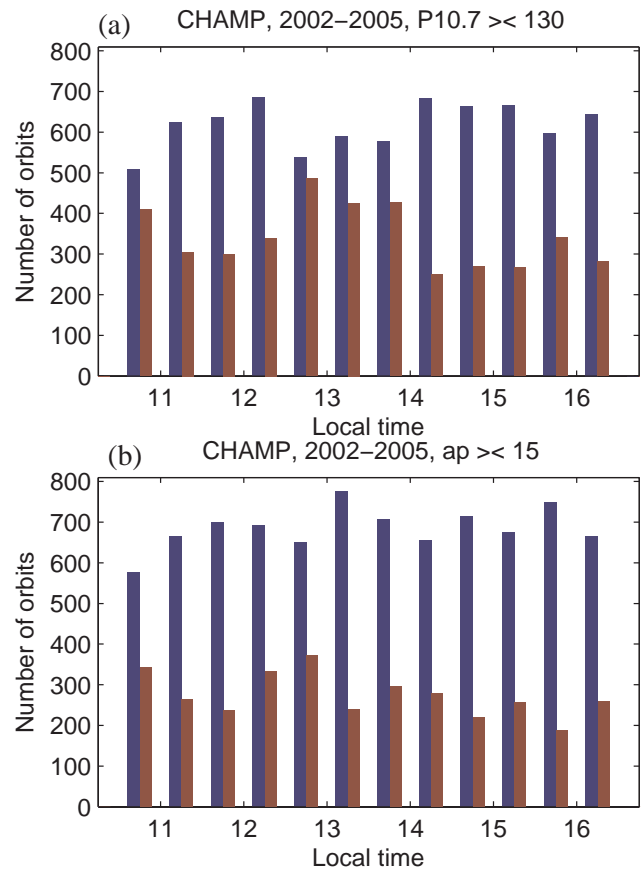 (a) CHAMP, 2002−2005, P10.7 >< 130
800
700
600
500
400
300
200
100
0
Number of orbits
11 12 13 14 15 16
Local time
(b) CHAMP, 2002−2005, ap >< 15
800
700
600
500
400
300
200
100
0
Number of orbits
11 12 13 14 15 16
Local time